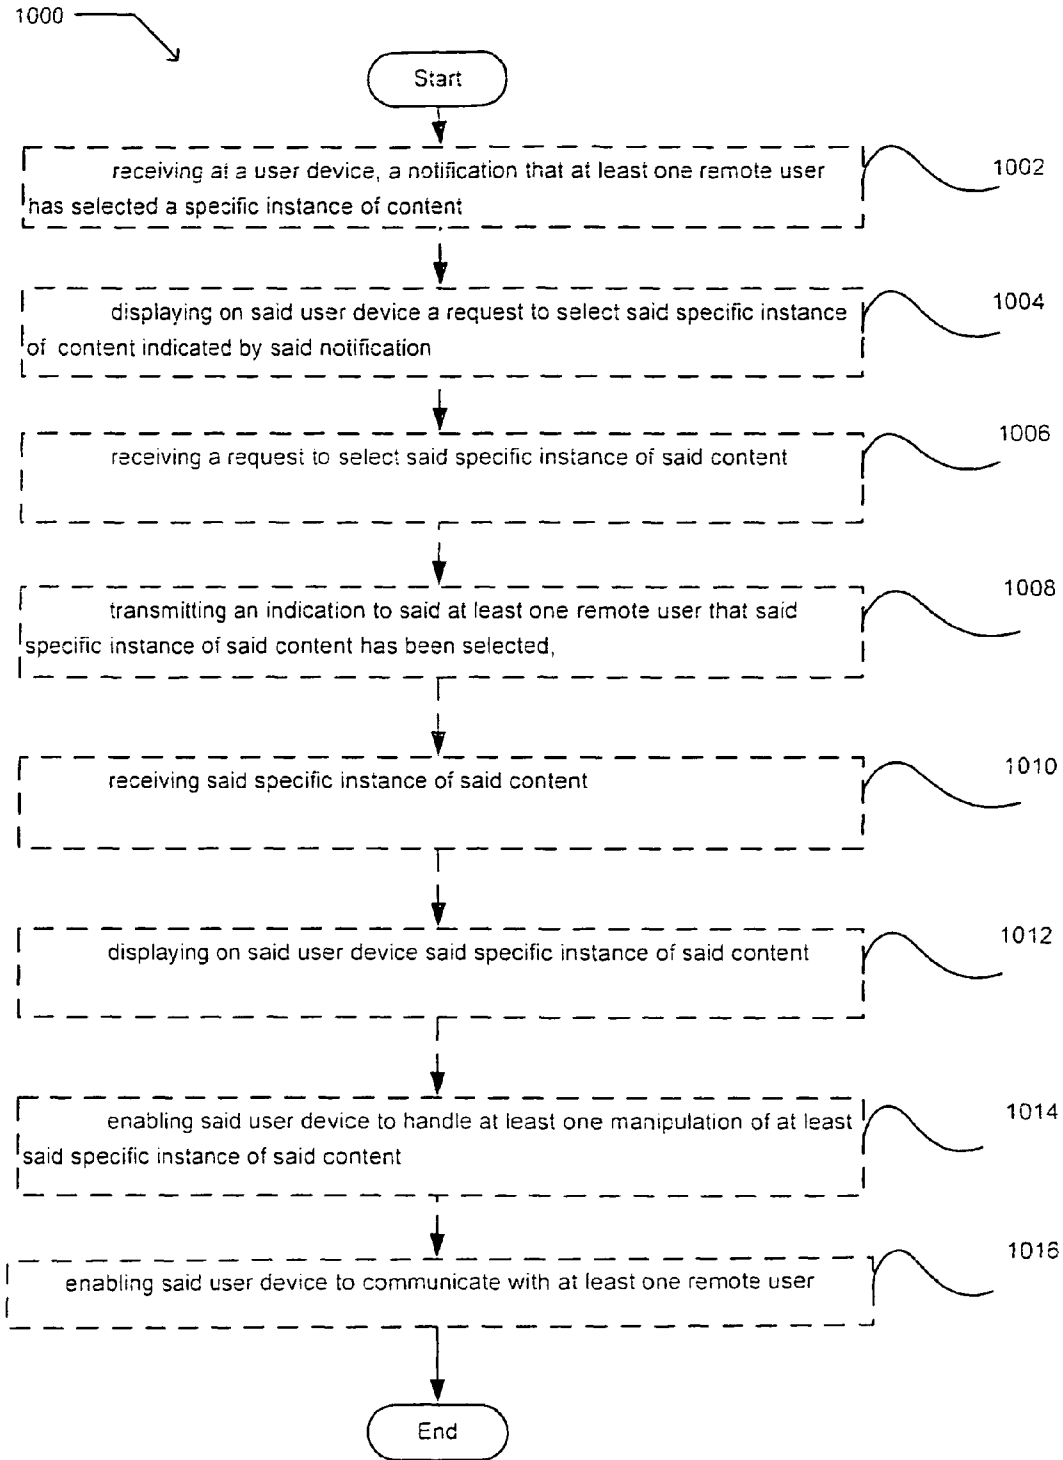 1000
Start
receiving at a user device, a notification that at least one remote user
has selected a specific instance of content
1002
displaying on said user device a request to select said specific instance
of content indicated by said notification
1004
receiving a request to select said specific instance of said content
1006
transmitting an indication to said at least one remote user that said
specific instance of said content has been selected,
1008
receiving said specific instance of said content
1010
displaying on said user device said specific instance of said content
1012
enabling said user device to handle at least one manipulation of at least
said specific instance of said content
1014
enabling said user device to communicate with at least one remote user
1016
End